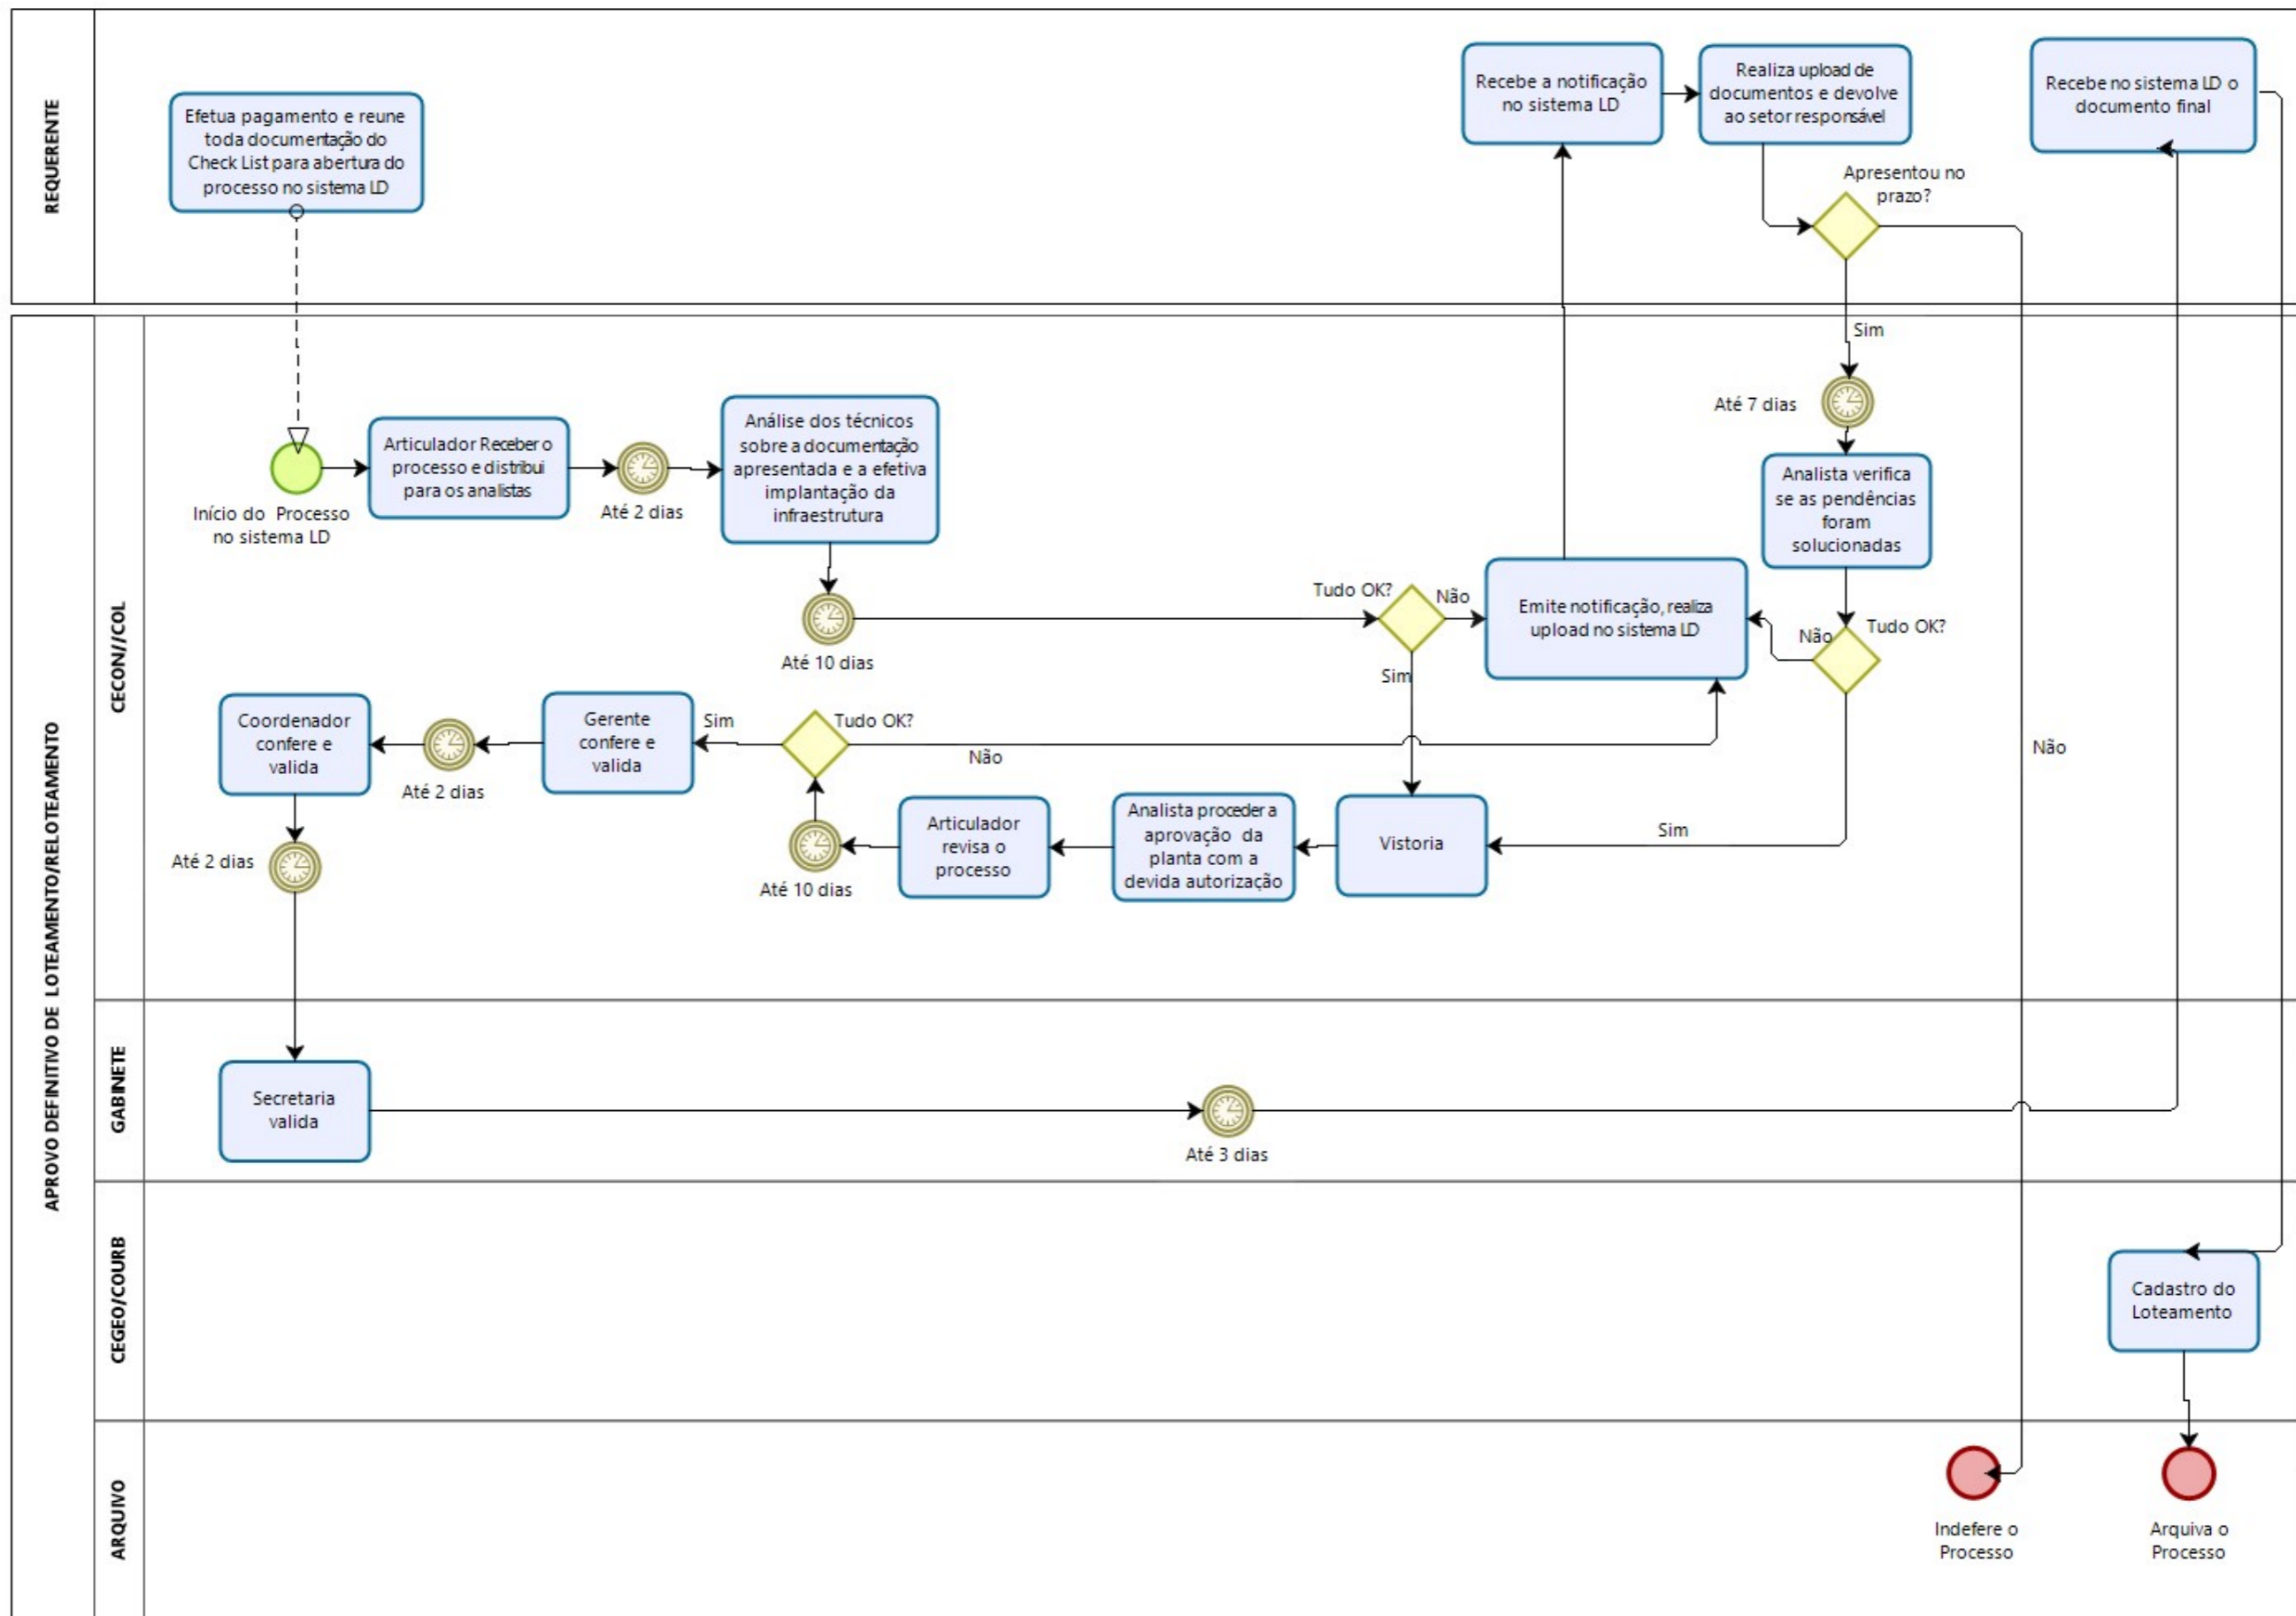 REQUERENTE
Efetua pagamento e reune
toda documentação do
Check List para abertura do
processo no sistema LD
Recebe a notificação
no sistema LD
Realiza upload de
documentos e devolve
ao setor responsável
Recebe no sistema LD o
documento final
Apresentou no
prazo?
APROVO DEFINITIVO DE LOTEAMENTO/RELOTEAMENTO
CECON//COL
Sim
Até 7 dias
Início do Processo
no sistema LD
Articulador Receber o
processo e distribui
para os analistas
Até 2 dias
Análise dos técnicos
sobre a documentação
apresentada e a efetiva
implantação da
infraestrutura
Até 10 dias
Analista verifica
se as pendências
foram
solucionadas
Tudo OK?
Não
Sim
Emite notificação, realiza
upload no sistema LD
Não
Tudo OK?
Coordenador
confere e
valida
Até 2 dias
Gerente
confere e
valida
Sim
Tudo OK?
Não
Não
Até 2 dias
Até 10 dias
Articulador
revisa o
processo
Analista proceder a
aprovação da
planta com a
devida autorização
Vistoria
Sim
GABINETE
Secretaria
valida
Até 3 dias
CEGEO/COURB
Cadastro do
Loteamento
ARQUIVO
Indefere o
Processo
Arquiva o
Processo